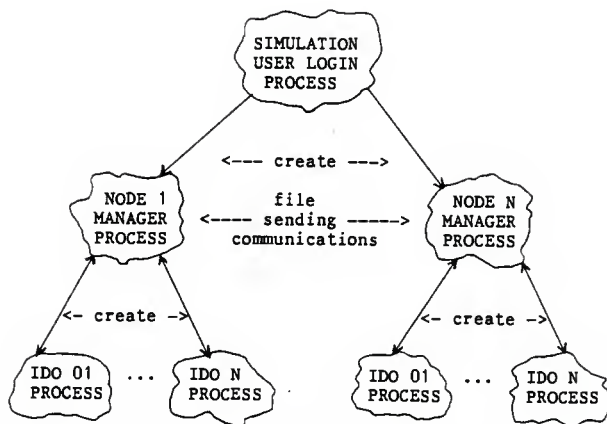 SIMULATION
USER LOGIN
PROCESS
<--- create --->
NODE 1
MANAGER
PROCESS
file
<---- sending ----->
communications
NODE N
MANAGER
PROCESS
<- create ->
<- create ->
IDO 01
PROCESS
...
IDO N
PROCESS
IDO 01
PROCESS
...
IDO N
PROCESS